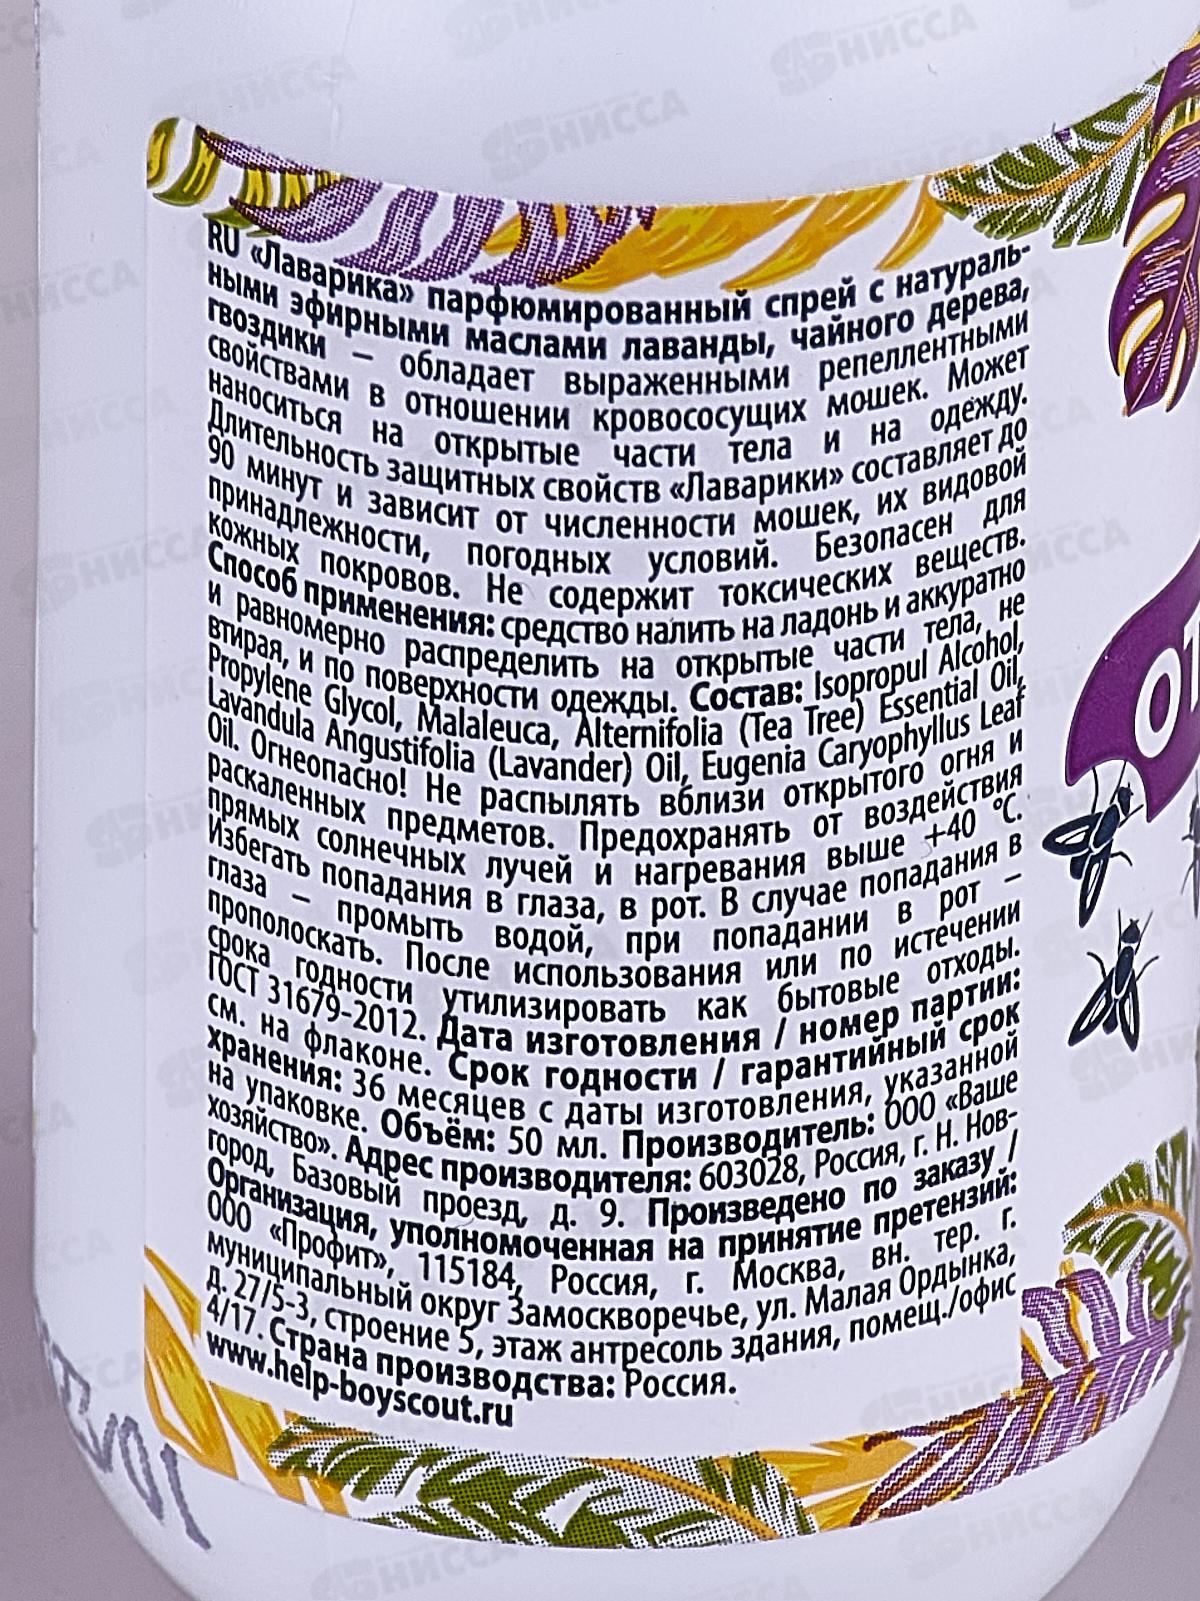 RU «Лаварика» парфюмированный спрей с натураль-
ными эфирными маслами лаванды, чайного дерева,
гвоздики – обладает выраженными репеллентными
свойствами в отношении кровососущих мошек. Может
наноситься на открытые части тела и на одежду.
Длительность защитных свойств «Лаварики» составляет до
90 минут и зависит от численности мошек, их видовой
принадлежности, погодных условий. Безопасен для
кожных покровов. Не содержит токсических веществ.
Способ применения: средство налить на ладонь и аккуратно
и равномерно распределить на открытые части тела, не
втирая, и по поверхности одежды. Состав: Isopropul Alcohol,
Propylene Glycol, Malaleuca, Alternifolia (Tea Tree) Essential Oil,
Lavandula Angustifolia (Lavander) Oil, Eugenia Caryophyllus Leaf
Oil. Огнеопасно! Не распылять вблизи открытого огня и
раскаленных предметов. Предохранять от воздействия
прямых солнечных лучей и нагревания выше +40 °C.
Избегать попадания в глаза, в рот. В случае попадания в
глаза – промыть водой, при попадании в рот –
прополоскать. После использования или по истечении
срока годности утилизировать как бытовые отходы.
ГОСТ 31679-2012. Дата изготовления / номер партии:
см. на флаконе. Срок годности / гарантийный срок
хранения: 36 месяцев с даты изготовления, указанной
на упаковке. Объём: 50 мл. Производитель: ООО «Ваше
хозяйство». Адрес производителя: 603028, Россия, г. Н. Нов-
город, Базовый проезд, д. 9. Произведено по заказу /
Организация, уполномоченная на принятие претензий:
ООО «Профит», 115184, Россия, г. Москва, вн. тер. г.
муниципальный округ Замоскворечье, ул. Малая Ордынка,
д. 27/5-3, строение 5, этаж антресоль здания, помещ./офис
4/17. Страна производства: Россия.
www.help-boyscout.ru
НИССА